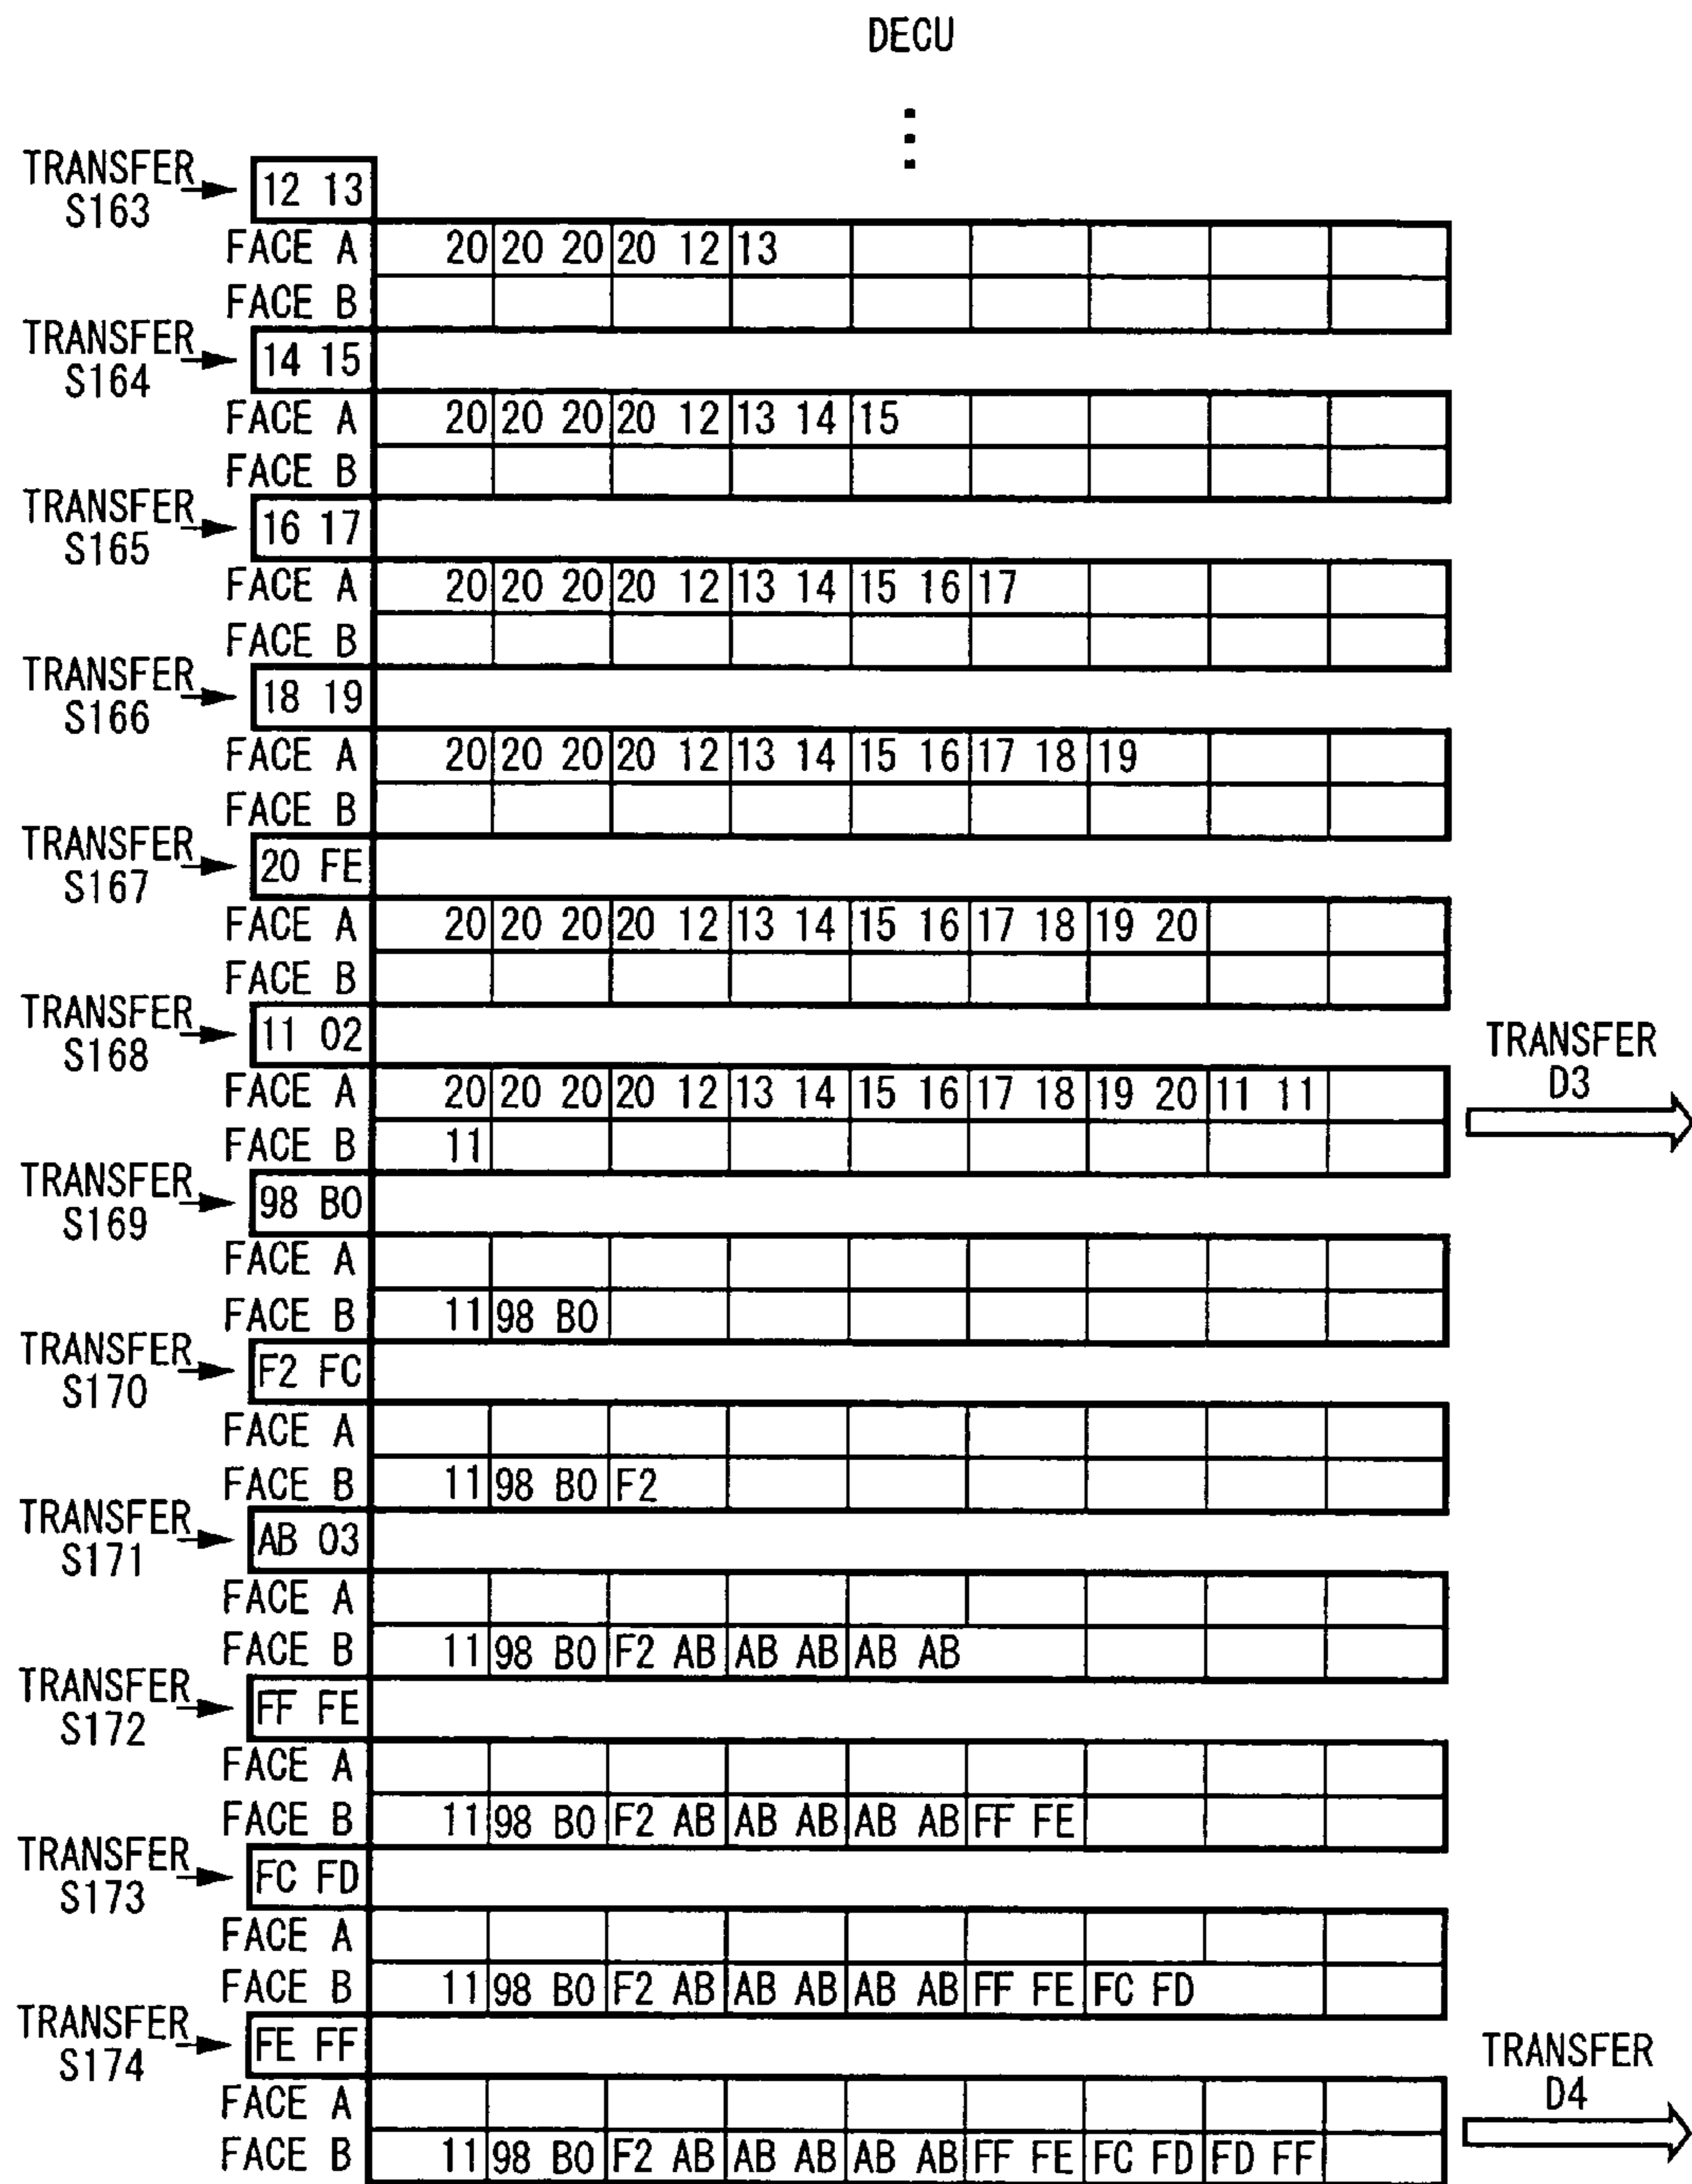 DECU
TRANSFER S163
12 13
FACE A 20 20 20 20 12 13
FACE B
TRANSFER S164
14 15
FACE A 20 20 20 20 12 13 14 15
FACE B
TRANSFER S165
16 17
FACE A 20 20 20 20 12 13 14 15 16 17
FACE B
TRANSFER S166
18 19
FACE A 20 20 20 20 12 13 14 15 16 17 18 19
FACE B
TRANSFER S167
20 FE
FACE A 20 20 20 20 12 13 14 15 16 17 18 19 20
FACE B
TRANSFER S168
11 02
FACE A 20 20 20 20 12 13 14 15 16 17 18 19 20 11 11
FACE B 11
TRANSFER D3
TRANSFER S169
98 B0
FACE A
FACE B 11 98 B0
TRANSFER S170
F2 FC
FACE A
FACE B 11 98 B0 F2
TRANSFER S171
AB 03
FACE A
FACE B 11 98 B0 F2 AB AB AB AB AB
TRANSFER S172
FF FE
FACE A
FACE B 11 98 B0 F2 AB AB AB AB AB FF FE
TRANSFER S173
FC FD
FACE A
FACE B 11 98 B0 F2 AB AB AB AB AB FF FE FC FD
TRANSFER S174
FE FF
FACE A
FACE B 11 98 B0 F2 AB AB AB AB AB FF FE FC FD FD FF
TRANSFER D4